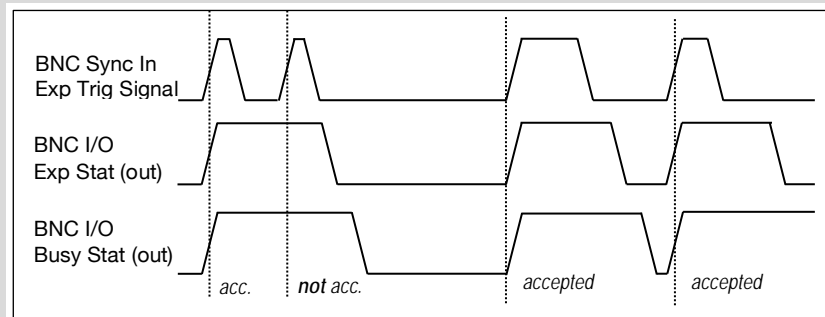 BNC Sync In
Exp Trig Signal
BNC I/O
Exp Stat (out)
BNC I/O
Busy Stat (out)
acc.
not acc.
accepted
accepted